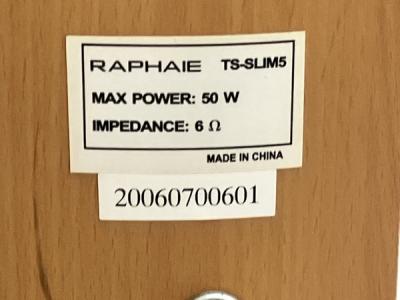 RAPHAIE TS-SLIM5
MAX POWER: 50 W
IMPEDANCE: 6 Ω
MADE IN CHINA
20060700601